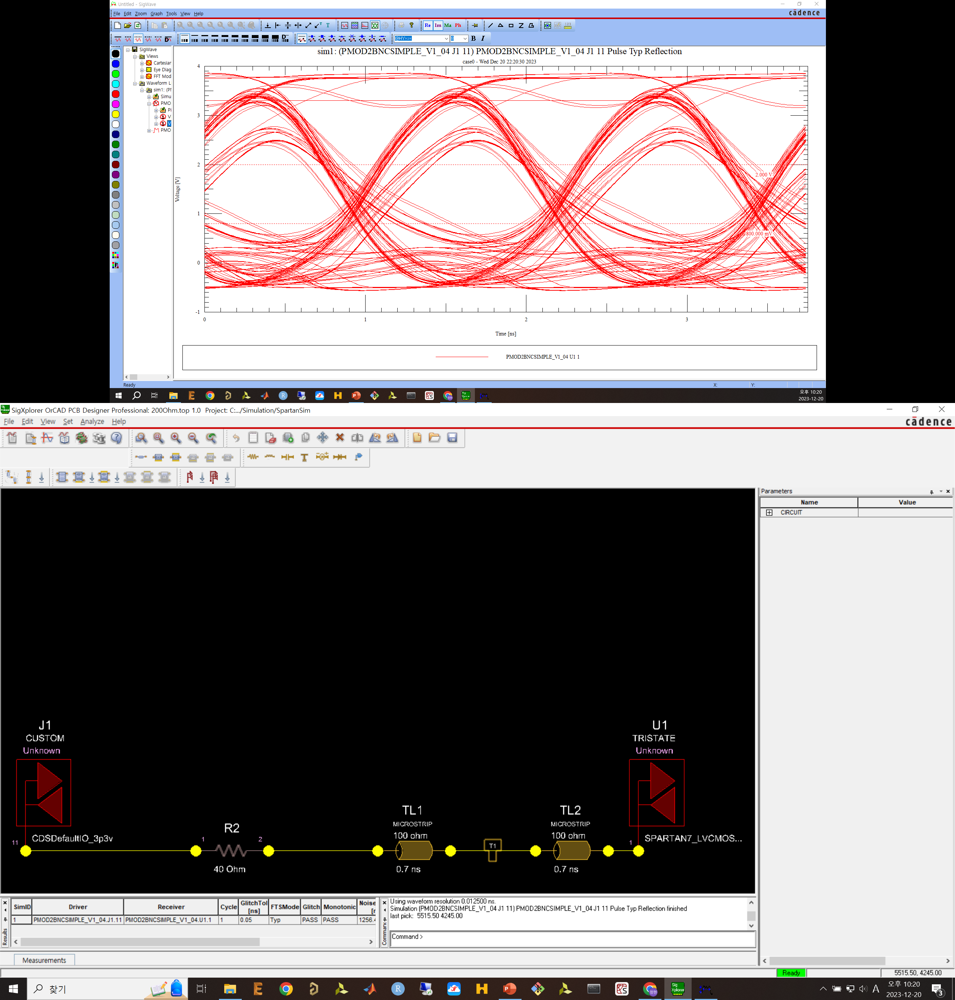 Untitled - SigWave
File Edit Zoom Graph Tools View Help
cādence
Re Im Ma Ph
B I
SigWave
Views
Cartesiar
Eye Diag
FFT Mod
Waveform L
sim1: (PI
Simu
PMO
Pi
V
V
PMO
sim1: (PMOD2BNCSIMPLE_V1_04 J1 11) PMOD2BNCSIMPLE_V1_04 J1 11 Pulse Typ Reflection
case0 - Wed Dec 20 22:20:30 2023
4
3
2
1
0
-1
Voltage [V]
2.000 V
800.000 mV
0 1 2 3
Time [ns]
PMOD2BNCSIMPLE_V1_04 U1 1
Ready
X: Y:
오후 10:20
2023-12-20
SigXplorer OrCAD PCB Designer Professional: 200Ohm.top 1.0 Project: C:.../Simulation/SpartanSim
File Edit View Set Analyze Help
cādence
Parameters
Name Value
CIRCUIT
J1
CUSTOM
Unknown
11
CDSDefaultIO_3p3v
R2
1 2
40 Ohm
TL1
MICROSTRIP
100 ohm
0.7 ns
T1
TL2
MICROSTRIP
100 ohm
0.7 ns
U1
TRISTATE
Unknown
1
SPARTAN7_LVCMOS...
SimID Driver Receiver Cycle GlitchTol [ns] FTSMode Glitch Monotonic Noise
1 PMOD2BNCSIMPLE_V1_04.J1.11 PMOD2BNCSIMPLE_V1_04.U1.1 1 0.05 Typ PASS PASS 1256.4
Results
Using waveform resolution 0.012500 ns.
Simulation (PMOD2BNCSIMPLE_V1_04 J1 11) PMOD2BNCSIMPLE_V1_04 J1 11 Pulse Typ Reflection finished
last pick: 5515.50 4245.00
Command >
Measurements
Ready
5515.50, 4245.00
찾기
A
오후 10:20
2023-12-20
3